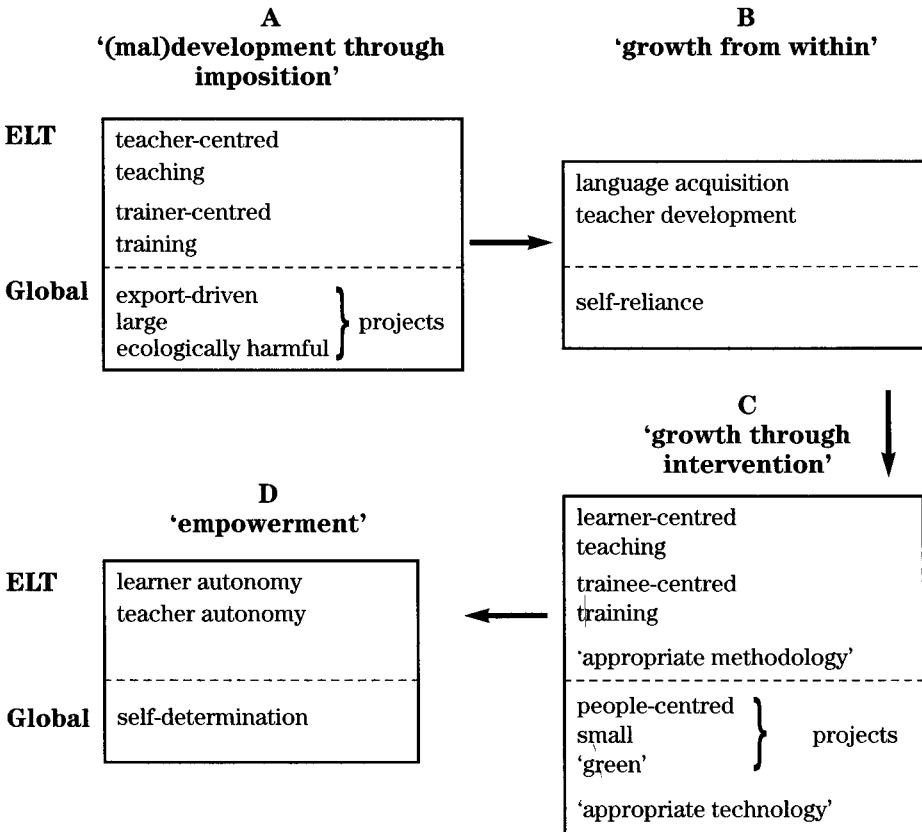 A
'(mal)development through
imposition'
ELT
teacher-centred
teaching
trainer-centred
training
Global
export-driven
large
ecologically harmful
projects
B
'growth from within'
language acquisition
teacher development
self-reliance
C
'growth through
intervention'
learner-centred
teaching
trainee-centred
training
'appropriate methodology'
people-centred
small
'green'
projects
'appropriate technology'
D
'empowerment'
ELT
learner autonomy
teacher autonomy
Global
self-determination